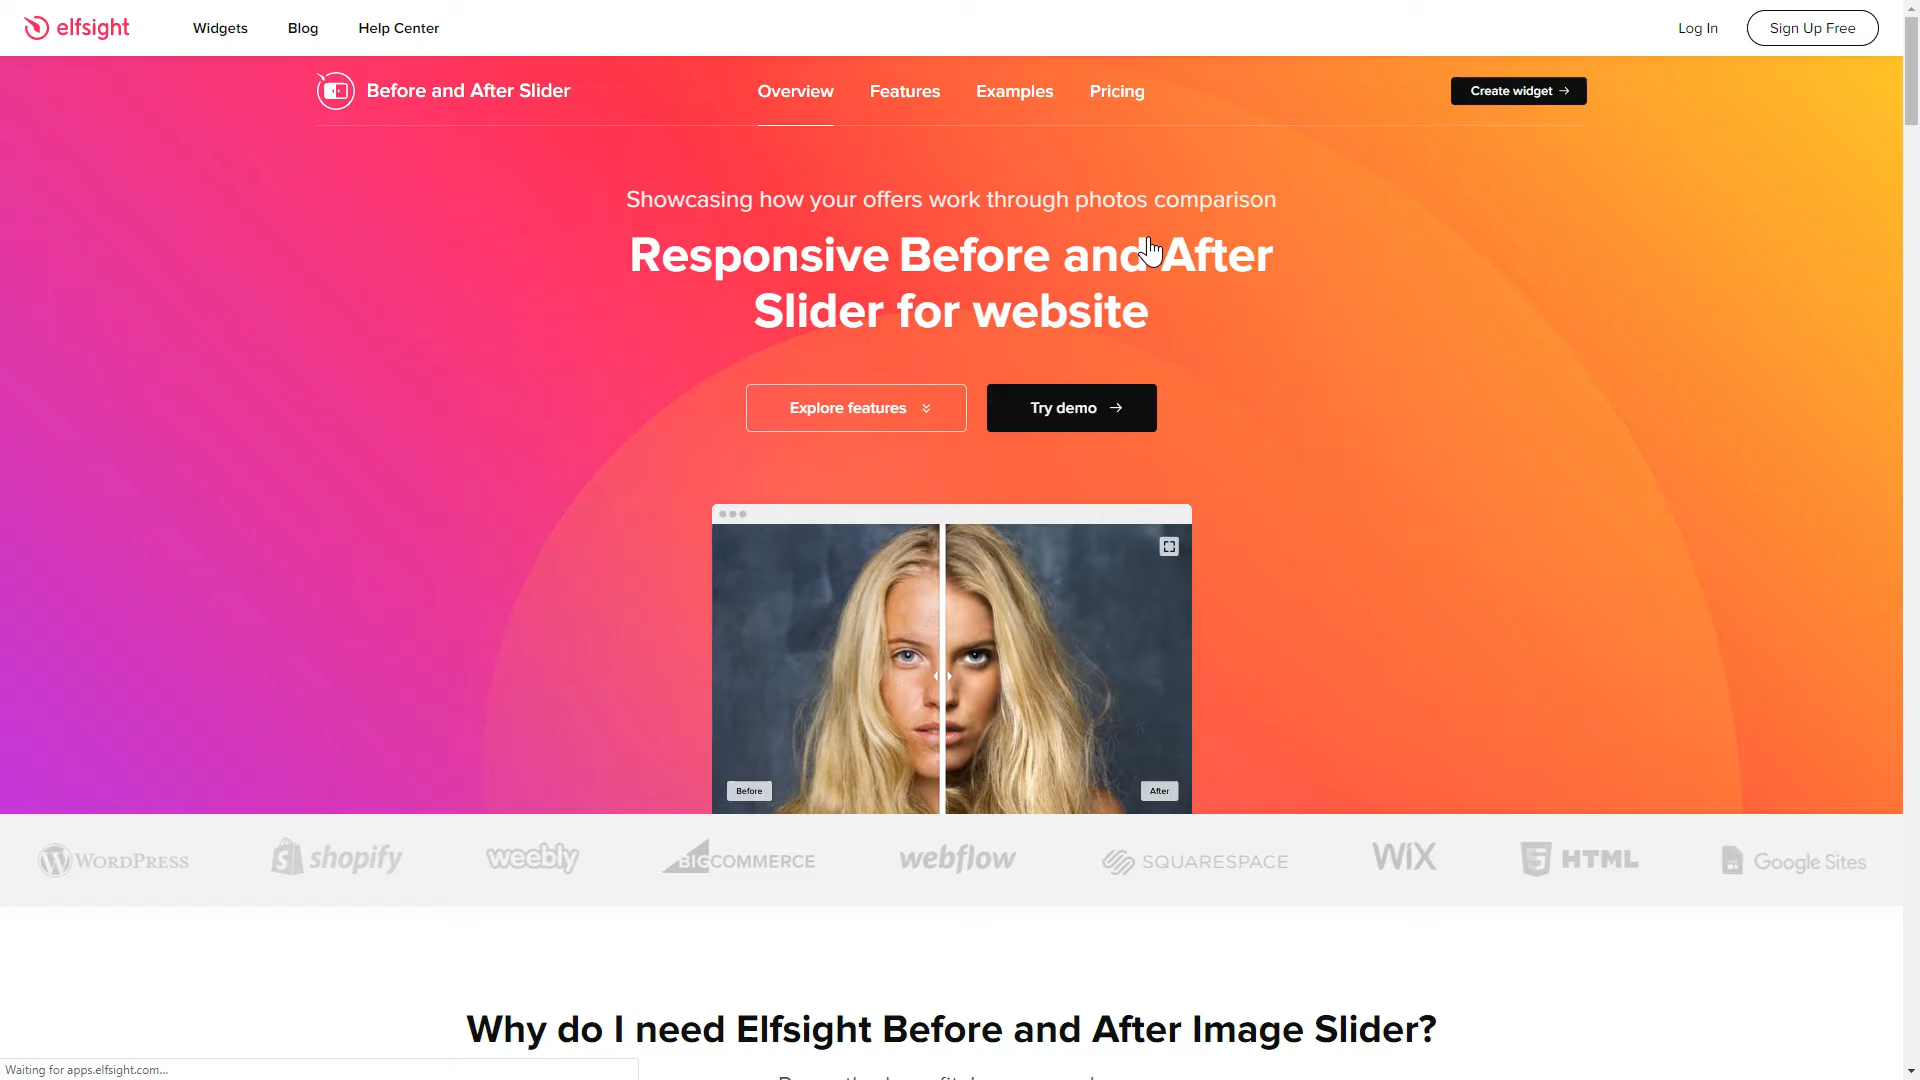 elfsight
Widgets
Blog
Help Center
Log In
Sign Up Free
Before and After Slider
Overview
Features
Examples
Pricing
Create widget
Showcasing how your offers work through photos comparison
Responsive Before and After
Slider for website
Explore features
Try demo
Before
After
WORDPRESS
shopify
weebly
BIGCOMMERCE
webflow
SQUARESPACE
WiX
HTML
Google Sites
Why do I need Elfsight Before and After Image Slider?
Waiting for apps.elfsight.com...